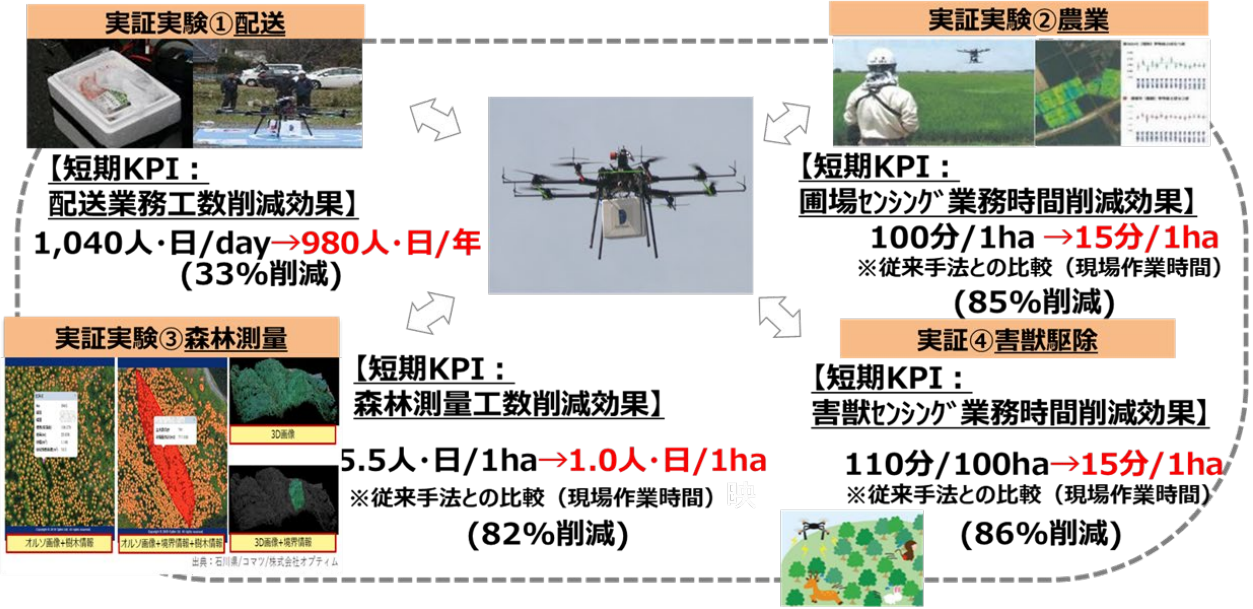 実証実験①配送
【短期KPI：
配送業務工数削減効果】
1,040人・日/day→980人・日/年
(33%削減)
実証実験②農業
【短期KPI：
圃場ｾﾝｼﾝｸﾞ業務時間削減効果】
100分/1ha→15分/1ha
※従来手法との比較（現場作業時間）
(85%削減)
実証実験③森林測量
3D画像
オルソ画像+樹木情報
オルソ画像+境界情報+樹木情報
3D画像+境界情報
出典：石川県/コマツ/株式会社オプティム
【短期KPI：
森林測量工数削減効果】
5.5人・日/1ha→1.0人・日/1ha
※従来手法との比較（現場作業時間）
映
(82%削減)
実証④害獣駆除
【短期KPI：
害獣ｾﾝｼﾝｸﾞ業務時間削減効果】
110分/100ha→15分/1ha
※従来手法との比較（現場作業時間）
(86%削減)